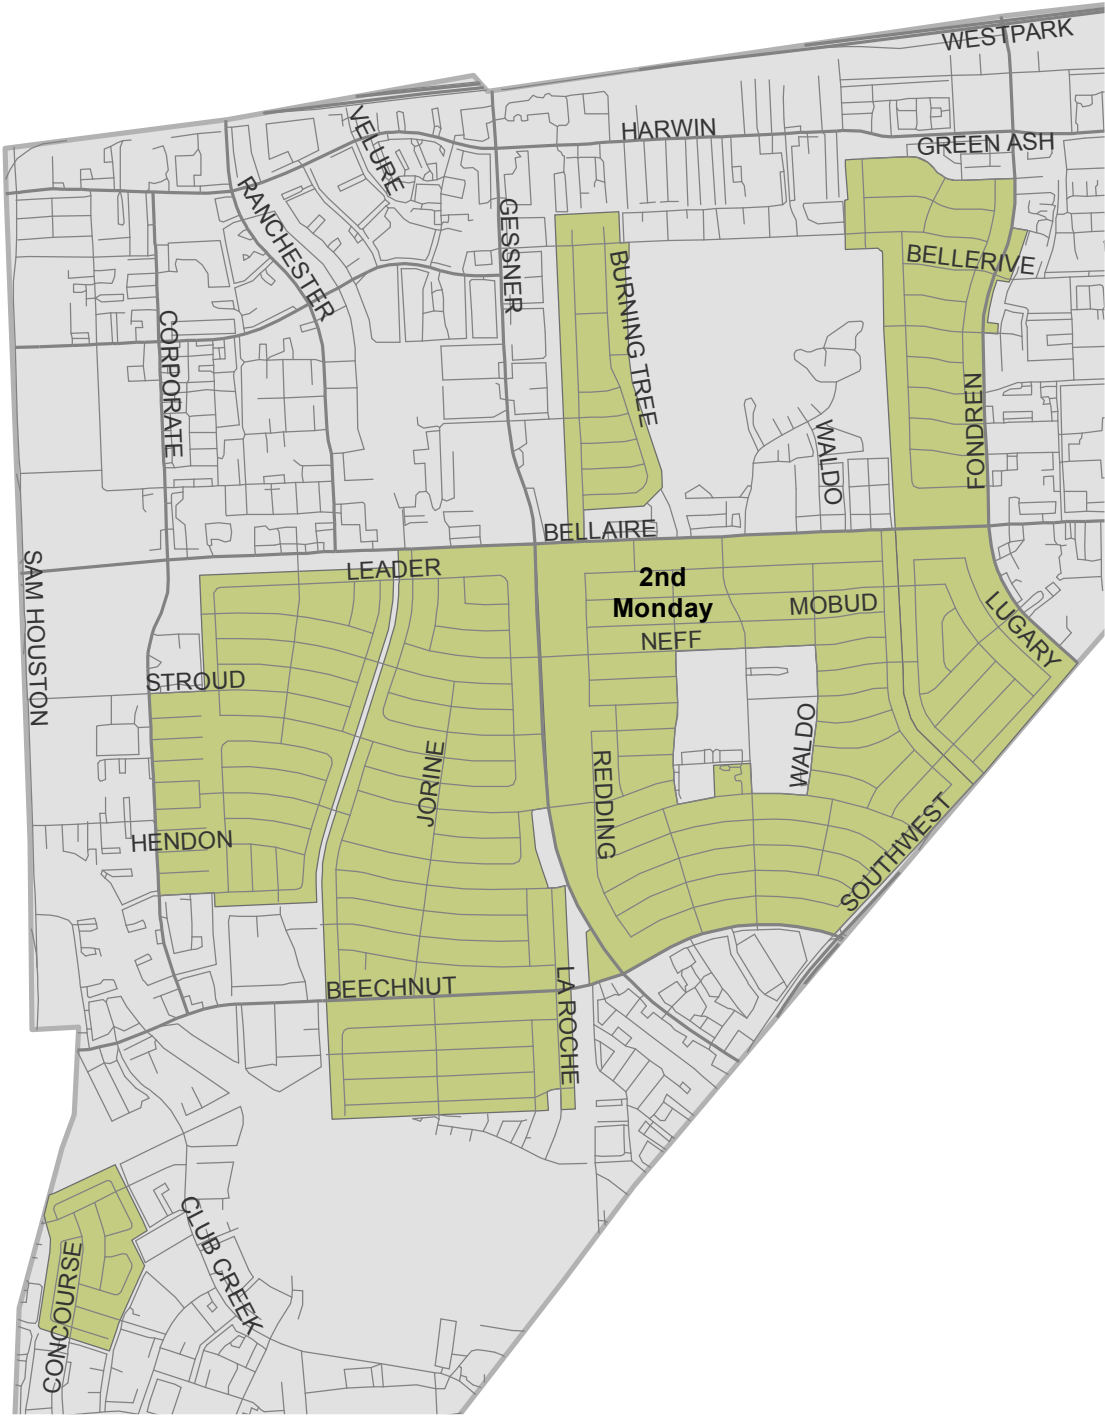 WESTPARK
HARWIN
GREEN ASH
VELURE
RANCHESTER
GESSNER
BURNING TREE
BELLERIVE
CORPORATE
FONDREN
WALDO
BELLAIRE
SAM HOUSTON
LEADER
2nd
Monday
MOBUD
LUGARY
NEFF
STROUD
JORINE
REDDING
WALDO
HENDON
SOUTHWEST
BEECHNUT
LA ROCHE
CLUB CREEK
CONCOURSE